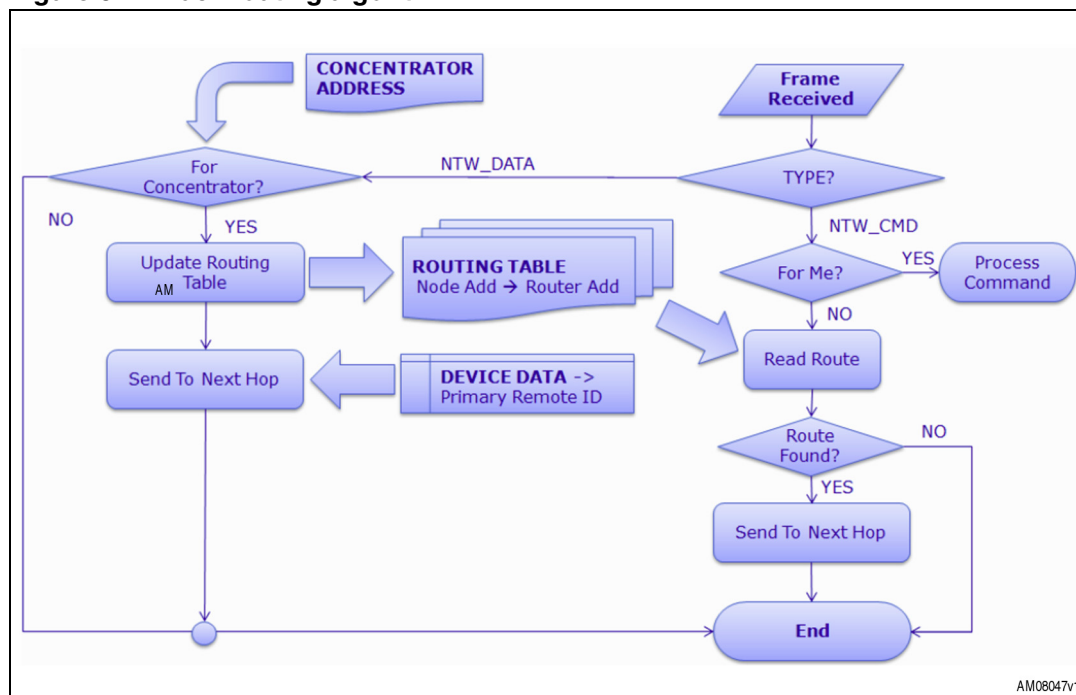 CONCENTRATOR
ADDRESS
Frame
Received
For
Concentrator?
NTW_DATA
TYPE?
NO
YES
NTW_CMD
Update Routing
Table
AM
ROUTING TABLE
Node Add → Router Add
For Me?
YES
Process
Command
NO
Send To Next Hop
DEVICE DATA ->
Primary Remote ID
Read Route
Route
Found?
NO
YES
Send To Next Hop
End
AM08047v1